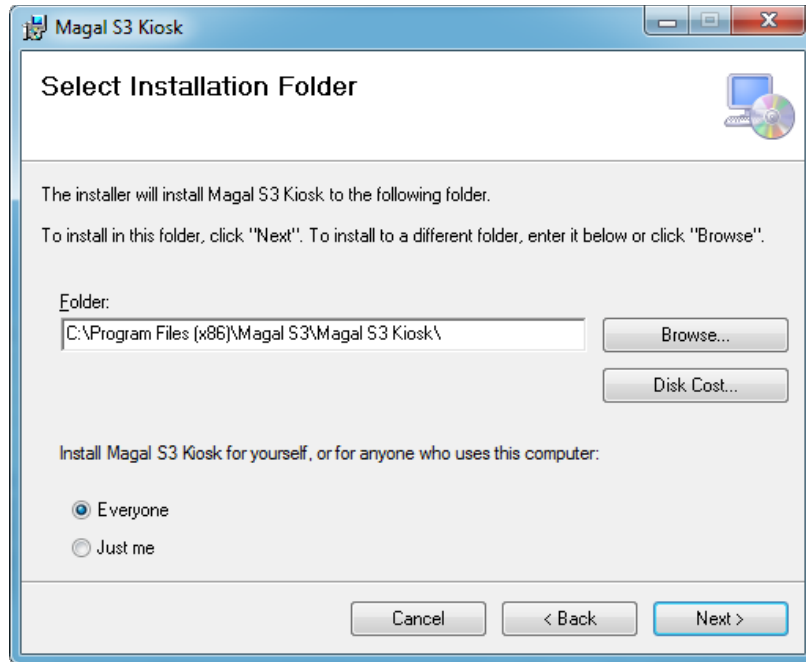 Magal S3 Kiosk
Select Installation Folder
The installer will install Magal S3 Kiosk to the following folder.
To install in this folder, click "Next". To install to a different folder, enter it below or click "Browse".
Folder:
C:\Program Files (x86)\Magal S3\Magal S3 Kiosk\
Browse...
Disk Cost...
Install Magal S3 Kiosk for yourself, or for anyone who uses this computer:
Everyone
Just me
Cancel
< Back
Next >